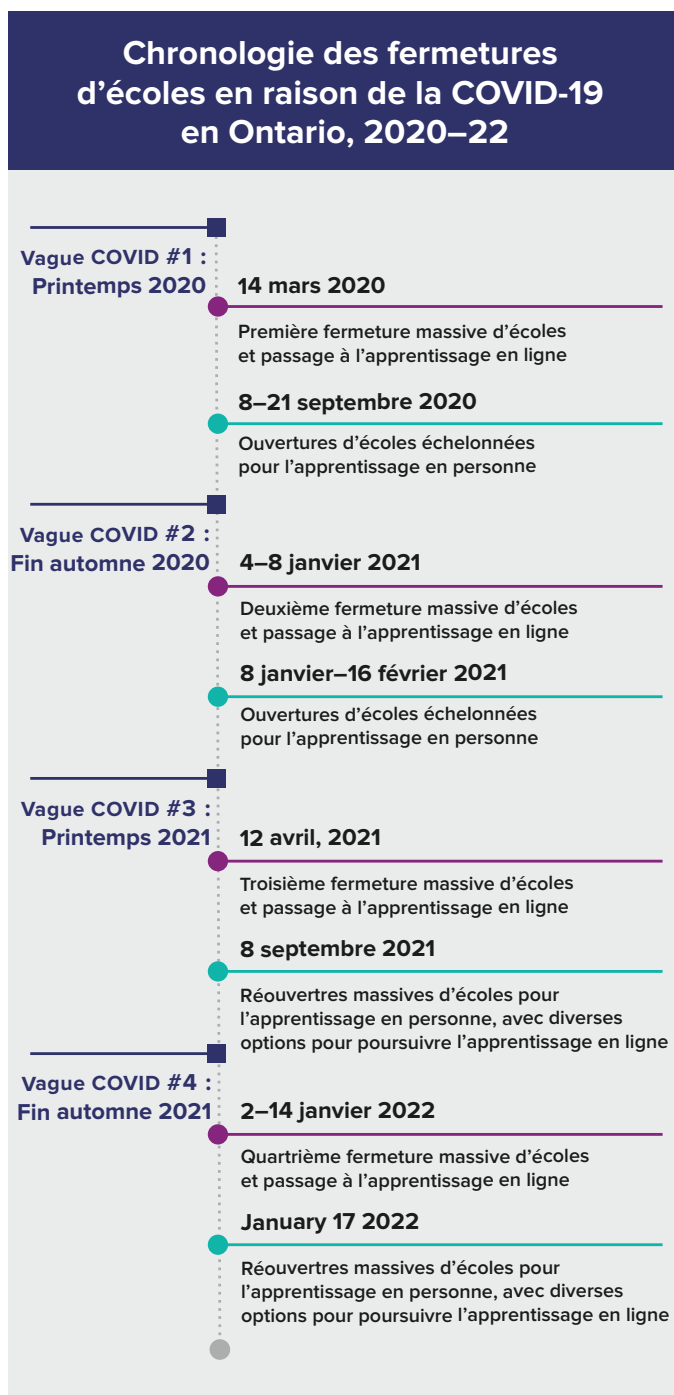 Chronologie des fermetures
d’écoles en raison de la COVID-19
en Ontario, 2020–22
Vague COVID #1 :
Printemps 2020
14 mars 2020
Première fermeture massive d’écoles
et passage à l’apprentissage en ligne
8–21 septembre 2020
Ouvertures d’écoles échelonnées
pour l’apprentissage en personne
Vague COVID #2 :
Fin automne 2020
4–8 janvier 2021
Deuxième fermeture massive d’écoles
et passage à l’apprentissage en ligne
8 janvier–16 février 2021
Ouvertures d’écoles échelonnées
pour l’apprentissage en personne
Vague COVID #3 :
Printemps 2021
12 avril, 2021
Troisième fermeture massive d’écoles
et passage à l’apprentissage en ligne
8 septembre 2021
Réouvertres massives d’écoles pour
l’apprentissage en personne, avec diverses
options pour poursuivre l’apprentissage en ligne
Vague COVID #4 :
Fin automne 2021
2–14 janvier 2022
Quartrième fermeture massive d’écoles
et passage à l’apprentissage en ligne
January 17 2022
Réouvertres massives d’écoles pour
l’apprentissage en personne, avec diverses
options pour poursuivre l’apprentissage en ligne